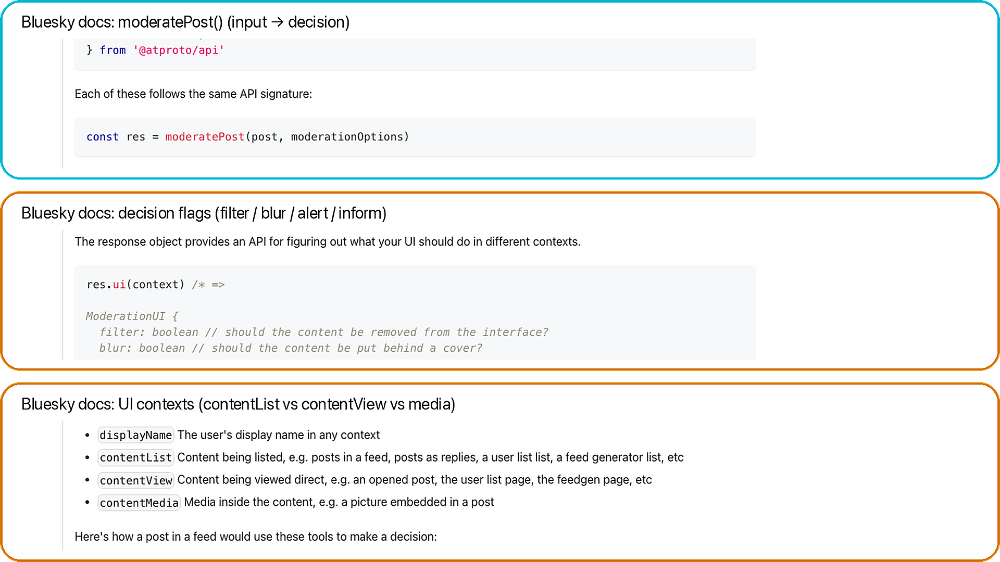 Bluesky docs: moderatePost() (input → decision)
} from '@atproto/api'
Each of these follows the same API signature:
const res = moderatePost(post, moderationOptions)
Bluesky docs: decision flags (filter / blur / alert / inform)
The response object provides an API for figuring out what your UI should do in different contexts.
res.ui(context) /* =>
ModerationUI {
filter: boolean // should the content be removed from the interface?
blur: boolean // should the content be put behind a cover?
Bluesky docs: UI contexts (contentList vs contentView vs media)
• displayName The user's display name in any context
• contentList Content being listed, e.g. posts in a feed, posts as replies, a user list list, a feed generator list, etc
• contentView Content being viewed direct, e.g. an opened post, the user list page, the feedgen page, etc
• contentMedia Media inside the content, e.g. a picture embedded in a post
Here's how a post in a feed would use these tools to make a decision: